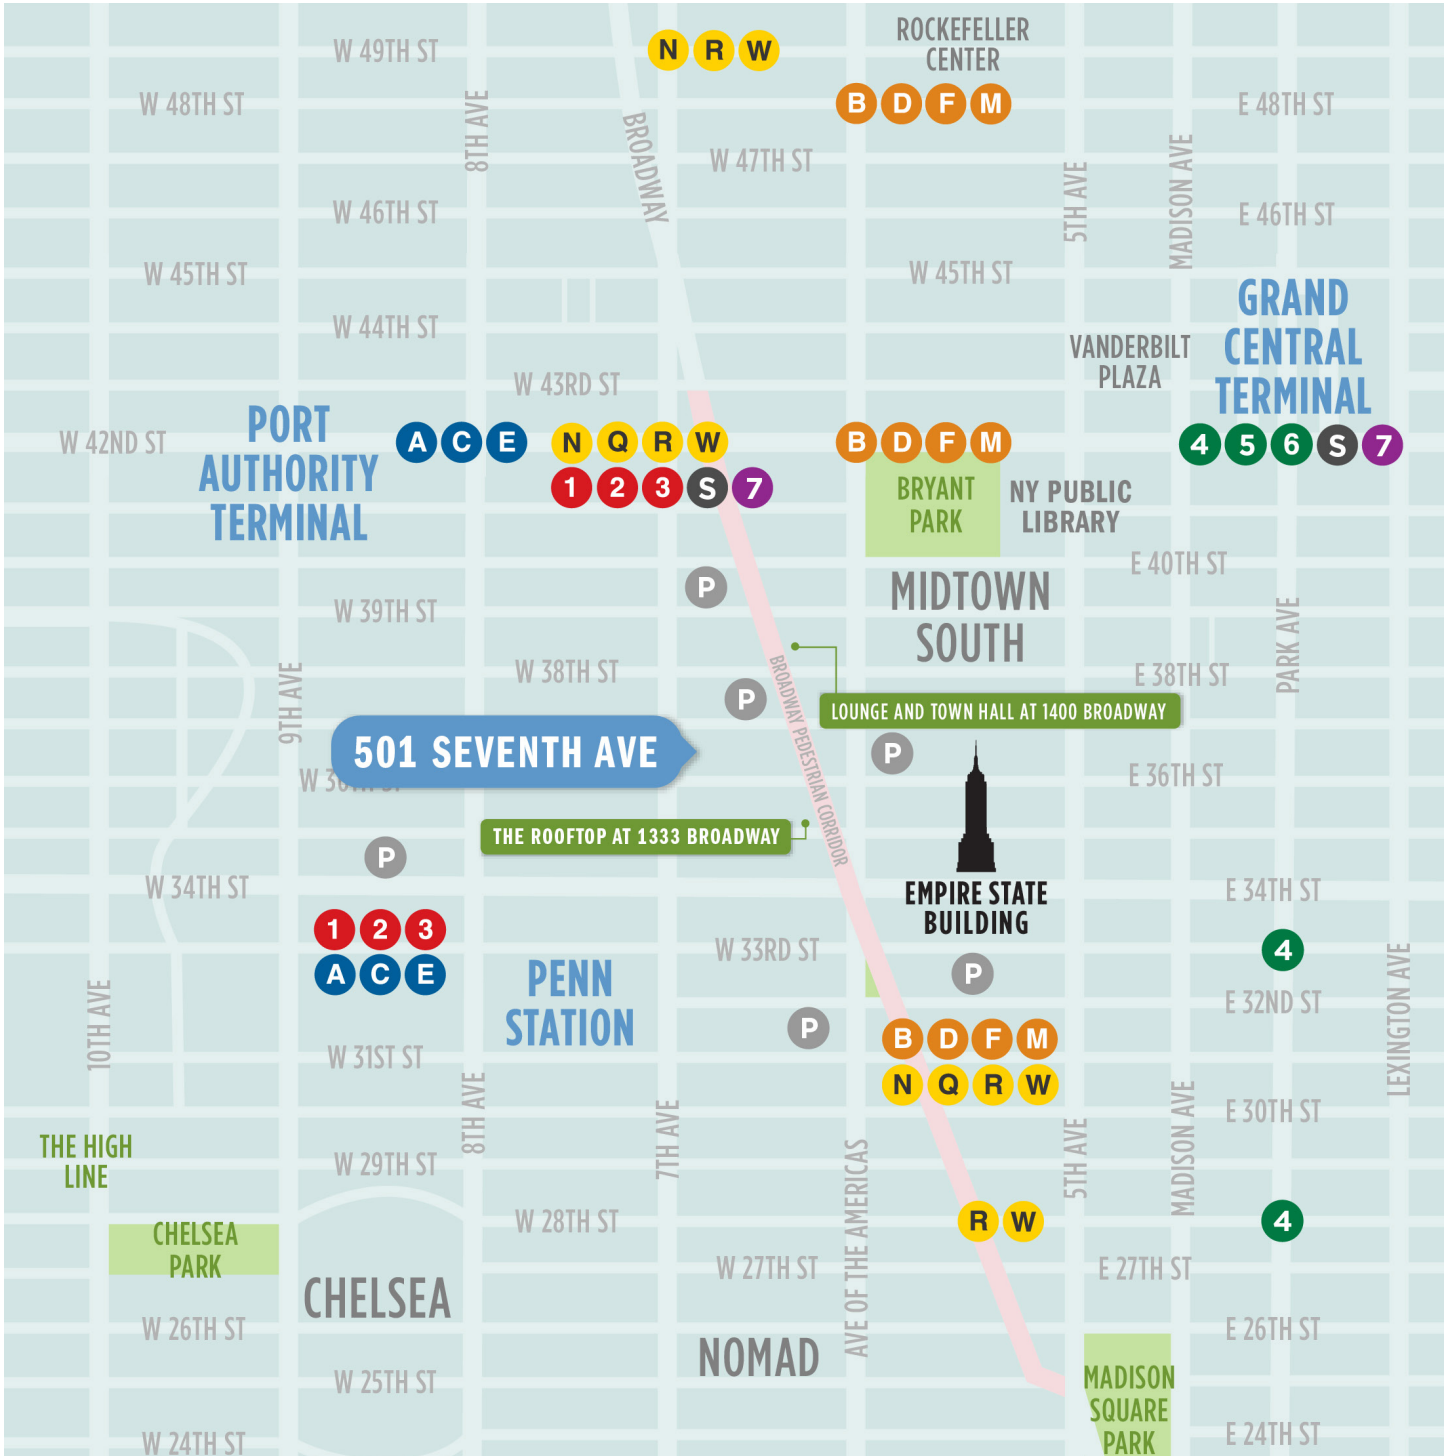 W 49TH ST
N R W
ROCKEFELLER
CENTER
W 48TH ST
8TH AVE
BROADWAY
B D F M
E 48TH ST
W 47TH ST
5TH AVE
MADISON AVE
W 46TH ST
E 46TH ST
W 45TH ST
W 45TH ST
GRAND
CENTRAL
TERMINAL
W 44TH ST
VANDERBILT
PLAZA
W 43RD ST
W 42ND ST
PORT
AUTHORITY
TERMINAL
A C E
N Q R W
1 2 3 S 7
B D F M
4 5 6 S 7
BRYANT
PARK
NY PUBLIC
LIBRARY
E 40TH ST
P
MIDTOWN
SOUTH
W 39TH ST
PARK AVE
W 38TH ST
E 38TH ST
9TH AVE
P
BROADWAY PEDESTRIAN CORRIDOR
LOUNGE AND TOWN HALL AT 1400 BROADWAY
501 SEVENTH AVE
P
W 36TH ST
E 36TH ST
THE ROOFTOP AT 1333 BROADWAY
P
W 34TH ST
EMPIRE STATE
BUILDING
E 34TH ST
1 2 3
A C E
W 33RD ST
4
PENN
STATION
P
E 32ND ST
10TH AVE
LEXINGTON AVE
P
B D F M
N Q R W
W 31ST ST
8TH AVE
7TH AVE
MADISON AVE
E 30TH ST
THE HIGH
LINE
W 29TH ST
5TH AVE
AVE OF THE AMERICAS
CHELSEA
PARK
W 28TH ST
R W
4
W 27TH ST
E 27TH ST
CHELSEA
W 26TH ST
E 26TH ST
NOMAD
W 25TH ST
MADISON
SQUARE
PARK
W 24TH ST
E 24TH ST